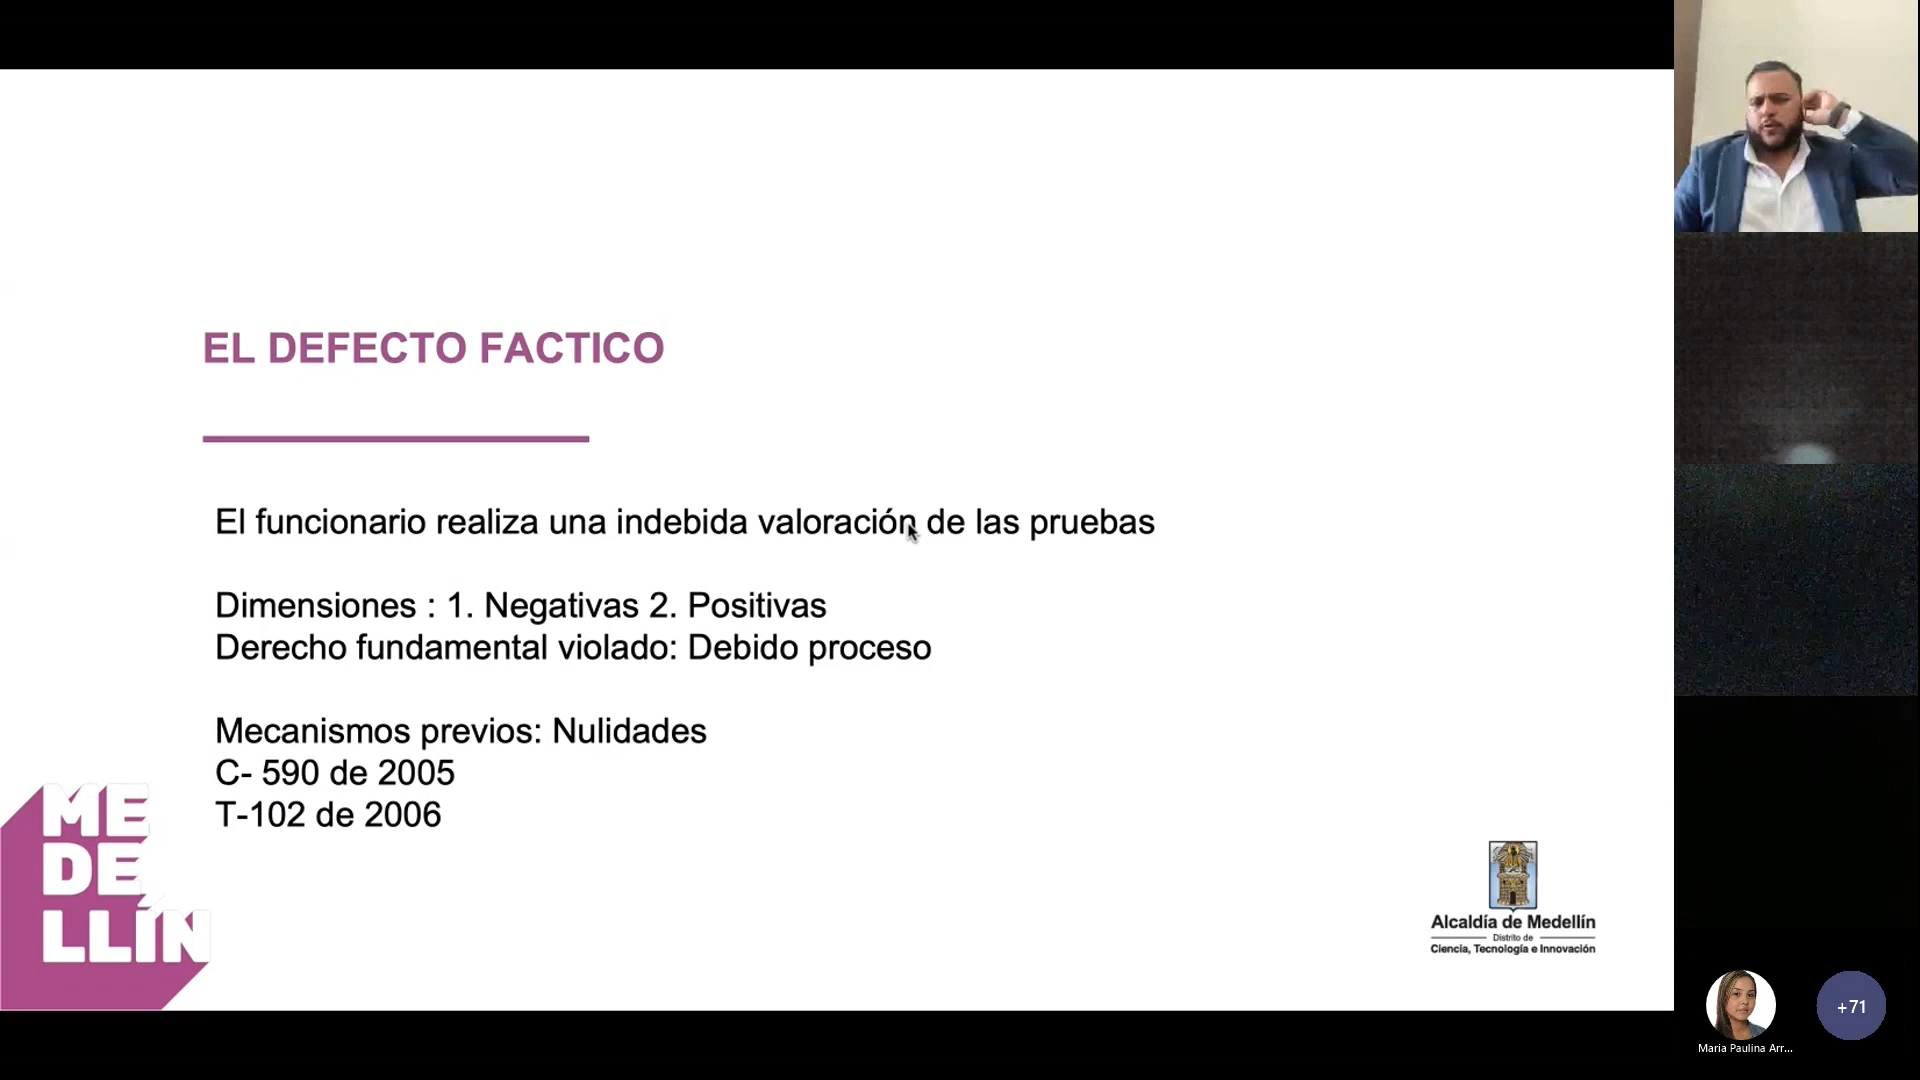 EL DEFECTO FACTICO
El funcionario realiza una indebida valoración de las pruebas
Dimensiones : 1. Negativas 2. Positivas
Derecho fundamental violado: Debido proceso
Mecanismos previos: Nulidades
C- 590 de 2005
T-102 de 2006
ME
DE
LLÍN
Alcaldía de Medellín
Distrito de
Ciencia, Tecnología e Innovación
+71
Maria Paulina Arr...